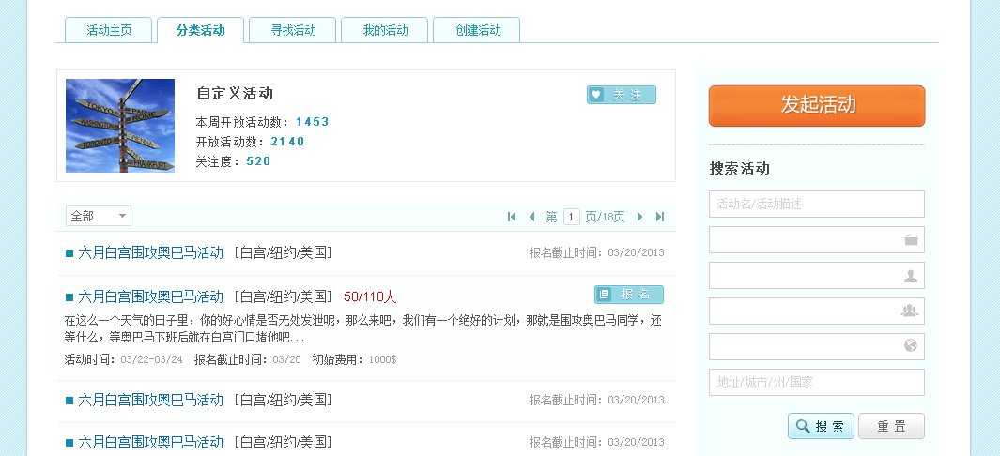 活动主页 分类活动 寻找活动 我的活动 创建活动
自定义活动
关注
本周开放活动数：1453
开放活动数：2140
关注度：520
TOKYO
PARIS
ROME
WASHINGTON
TORONTO
VIENNA
FRANKFURT
全部
第 1 页/18页
六月白宫围攻奥巴马活动 [白宫/纽约/美国] 报名截止时间：03/20/2013
六月白宫围攻奥巴马活动 [白宫/纽约/美国] 50/110人 报名
在这么一个天气的日子里，你的好心情是否无处发泄呢，那么来吧，我们有一个绝好的计划，那就是围攻奥巴马同学，还
等什么，等奥巴马下班后就在白宫门口堵他吧...
活动时间：03/22-03/24 报名截止时间：03/20 初始费用：1000$
六月白宫围攻奥巴马活动 [白宫/纽约/美国] 报名截止时间：03/20/2013
六月白宫围攻奥巴马活动 [白宫/纽约/美国] 报名截止时间：03/20/2013
发起活动
搜索活动
活动名/活动描述
地址/城市/州/国家
搜索 重置